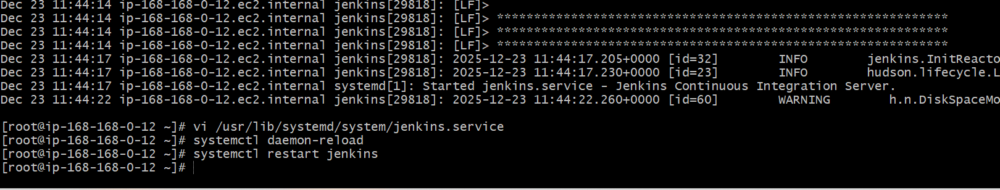 Dec 23 11:44:14 ip-168-168-0-12.ec2.internal jenkins[29818]: [LF]>
Dec 23 11:44:14 ip-168-168-0-12.ec2.internal jenkins[29818]: [LF]> *************************************************************
Dec 23 11:44:14 ip-168-168-0-12.ec2.internal jenkins[29818]: [LF]> *************************************************************
Dec 23 11:44:14 ip-168-168-0-12.ec2.internal jenkins[29818]: [LF]> *************************************************************
Dec 23 11:44:17 ip-168-168-0-12.ec2.internal jenkins[29818]: 2025-12-23 11:44:17.205+0000 [id=32]        INFO        jenkins.InitReacto
Dec 23 11:44:17 ip-168-168-0-12.ec2.internal jenkins[29818]: 2025-12-23 11:44:17.230+0000 [id=23]        INFO        hudson.lifecycle.L
Dec 23 11:44:17 ip-168-168-0-12.ec2.internal systemd[1]: Started jenkins.service - Jenkins Continuous Integration Server.
Dec 23 11:44:22 ip-168-168-0-12.ec2.internal jenkins[29818]: 2025-12-23 11:44:22.260+0000 [id=60]        WARNING        h.n.DiskSpaceMo
[root@ip-168-168-0-12 ~]# vi /usr/lib/systemd/system/jenkins.service
[root@ip-168-168-0-12 ~]# systemctl daemon-reload
[root@ip-168-168-0-12 ~]# systemctl restart jenkins
[root@ip-168-168-0-12 ~]#